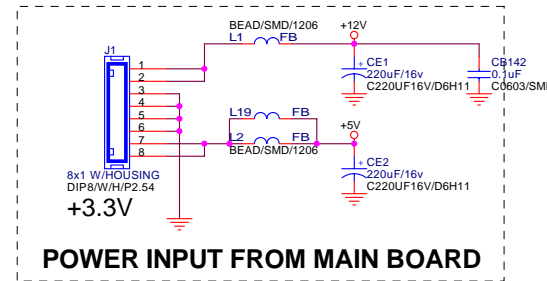 BEAD/SMD/1206
L1 FB
+12V
J1
1
2
3
4
5
6
7
8
CE1
220uF/16v
C220UF16V/D6H11
CB142
0.1uF
C0603/SM
L19 FB
L2 FB
BEAD/SMD/1206
+5V
CE2
220uF/16v
C220UF16V/D6H11
8x1 W/HOUSING
DIP8/W/H/P2.54
+3.3V
POWER INPUT FROM MAIN BOARD